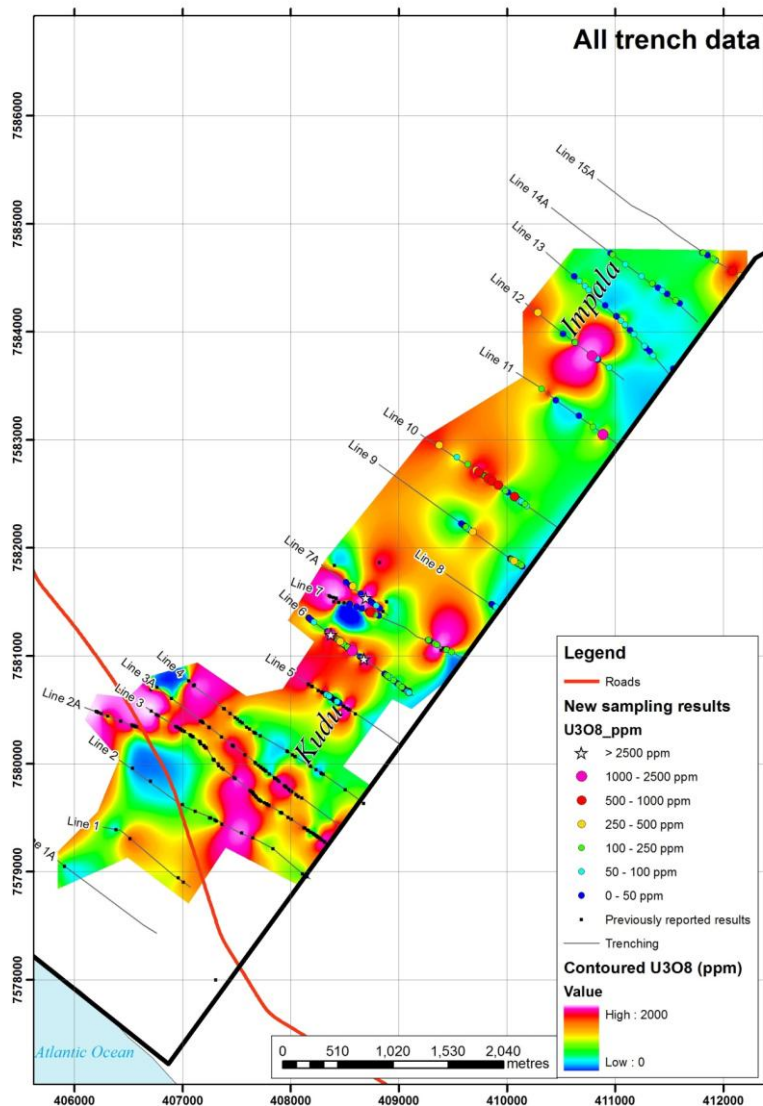 All trench data
7586000
7585000
7584000
7583000
7582000
7581000
7580000
7579000
7578000
Line 15A
Line 14A
Line 13
Impala
Line 12
Line 11
Line 10
Line 9
Line 8
Line 7A
Line 7
Line 6
Line 5
Line 4
Line 3A
Line 3
Line 2A
Kudu
Line 2
Line 1
ine 1A
Atlantic Ocean
0 510 1,020 1,530 2,040
metres
Legend
Roads
New sampling results
U3O8_ppm
> 2500 ppm
1000 - 2500 ppm
500 - 1000 ppm
250 - 500 ppm
100 - 250 ppm
50 - 100 ppm
0 - 50 ppm
Previously reported results
Trenching
Contoured U3O8 (ppm)
Value
High : 2000
Low : 0
406000 407000 408000 409000 410000 411000 412000